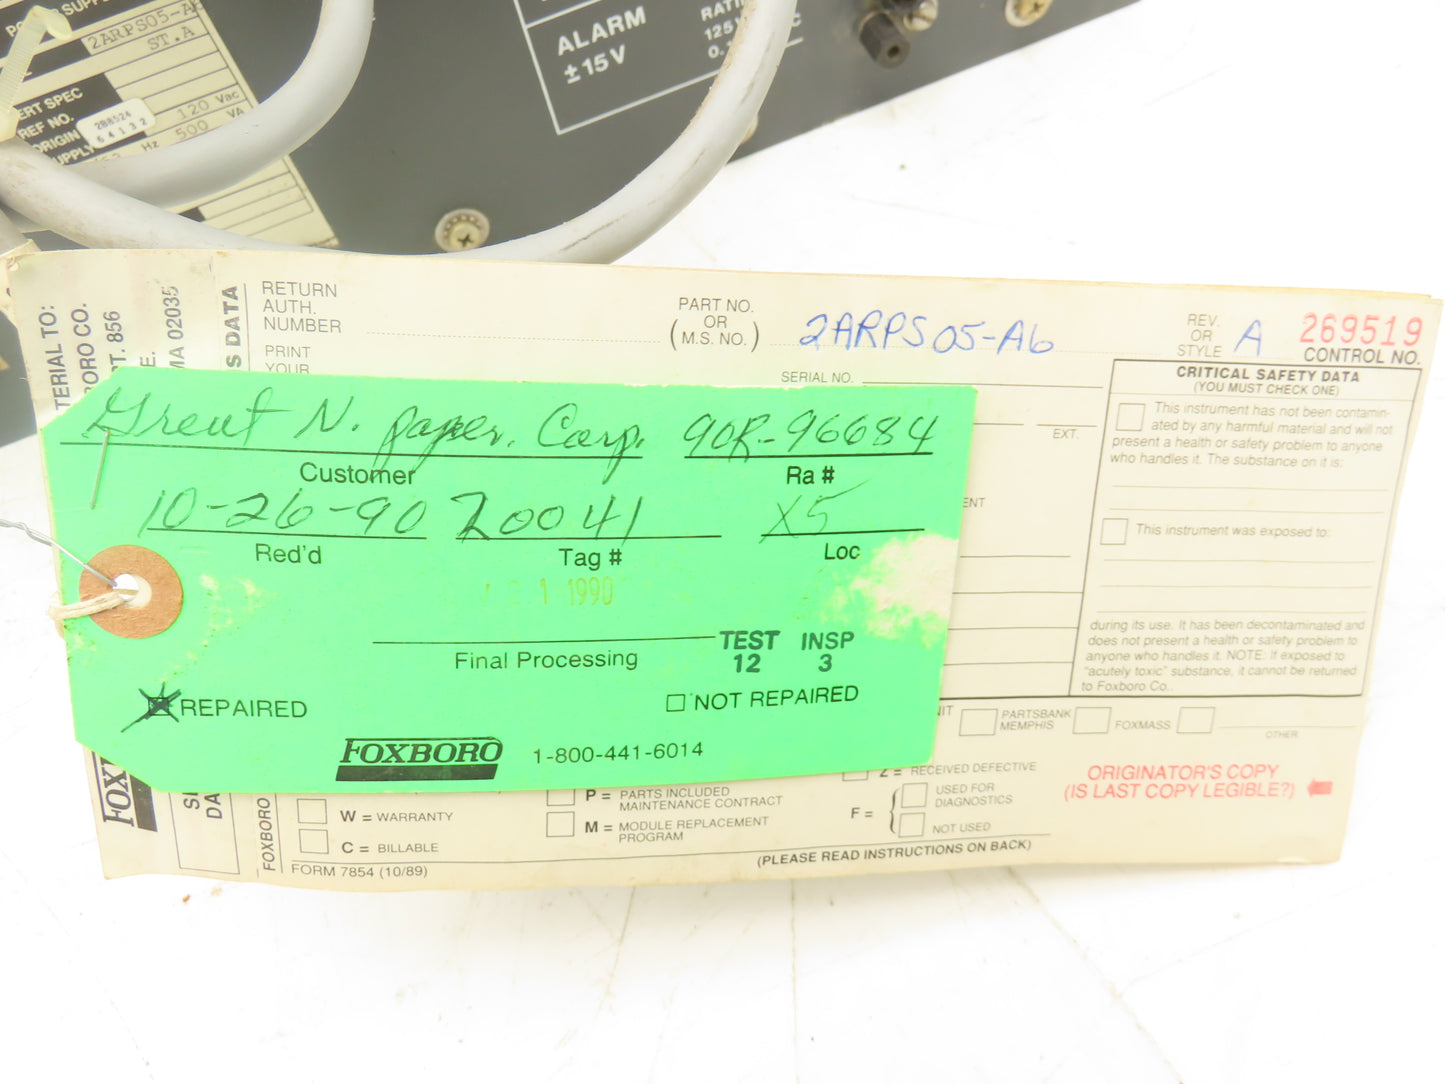 2ARPS05-A6
ST.A
CERT SPEC
REF NO.
ORIGIN
SUPPLY
288524
64132
120 Vac
Hz 500 VA
ALARM
±15V
125V
RETURN
AUTH.
NUMBER
PRINT
YOUR
PART NO.
OR
(M.S. NO.)
2ARPS05-A6
REV.
OR
STYLE
A
269519
CONTROL NO.
SERIAL NO.
EXT.
CRITICAL SAFETY DATA
(YOU MUST CHECK ONE)
This instrument has not been contamin-
ated by any harmful material and will not
present a health or safety problem to anyone
who handles it. The substance on it is:
This instrument was exposed to:
during its use. It has been decontaminated and
does not present a health or safety problem to
anyone who handles it. NOTE: If exposed to
"acutely toxic" substance, it cannot be returned
to Foxboro Co..
Great N. paper. Corp. 90R-96684
Customer
Ra #
10-26-90 20041 X5
Red'd
Tag #
Loc
21 1990
Final Processing
TEST
12
INSP
3
REPAIRED
NOT REPAIRED
FOXBORO 1-800-441-6014
PARTSBANK
MEMPHIS
FOXMASS
OTHER
Z = RECEIVED DEFECTIVE
ORIGINATOR'S COPY
(IS LAST COPY LEGIBLE?)
W = WARRANTY
C = BILLABLE
P = PARTS INCLUDED
MAINTENANCE CONTRACT
M = MODULE REPLACEMENT
PROGRAM
F =
USED FOR
DIAGNOSTICS
NOT USED
FORM 7854 (10/89)
(PLEASE READ INSTRUCTIONS ON BACK)
TERIAL TO:
BORO CO.
T. 856
MA 02035
S DATA
FOXBORO